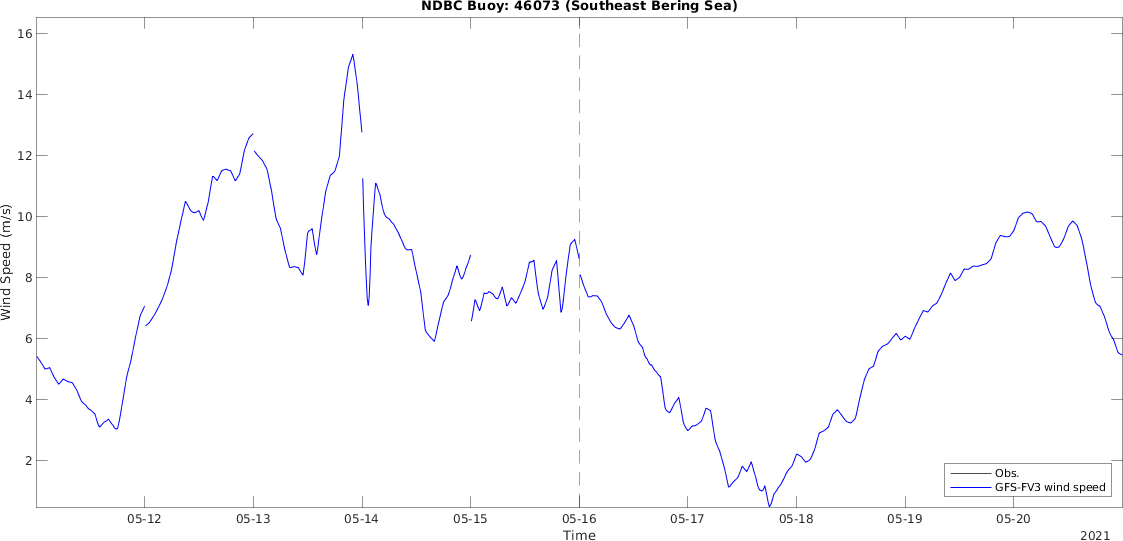 NDBC Buoy: 46073 (Southeast Bering Sea)
16
14
12
10
8
6
4
2
Wind Speed (m/s)
Obs.
GFS-FV3 wind speed
05-12 05-13 05-14 05-15 05-16 05-17 05-18 05-19 05-20
Time
2021